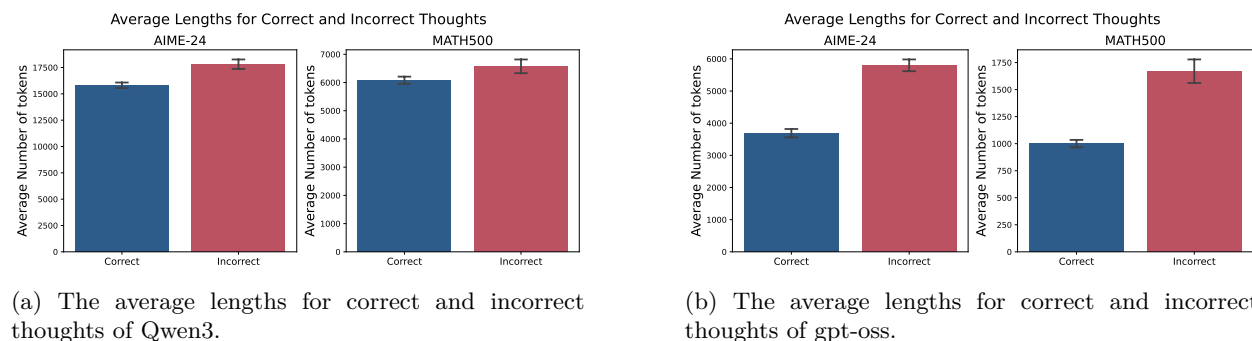 Average Lengths for Correct and Incorrect Thoughts
AIME-24
MATH500
Average Number of tokens
17500
15000
12500
10000
7500
5000
2500
0
Correct
Incorrect
Average Number of tokens
7000
6000
5000
4000
3000
2000
1000
0
Correct
Incorrect
(a) The average lengths for correct and incorrect
thoughts of Qwen3.
Average Lengths for Correct and Incorrect Thoughts
AIME-24
MATH500
Average Number of tokens
6000
5000
4000
3000
2000
1000
0
Correct
Incorrect
Average Number of tokens
1750
1500
1250
1000
750
500
250
0
Correct
Incorrect
(b) The average lengths for correct and incorrect
thoughts of gpt-oss.